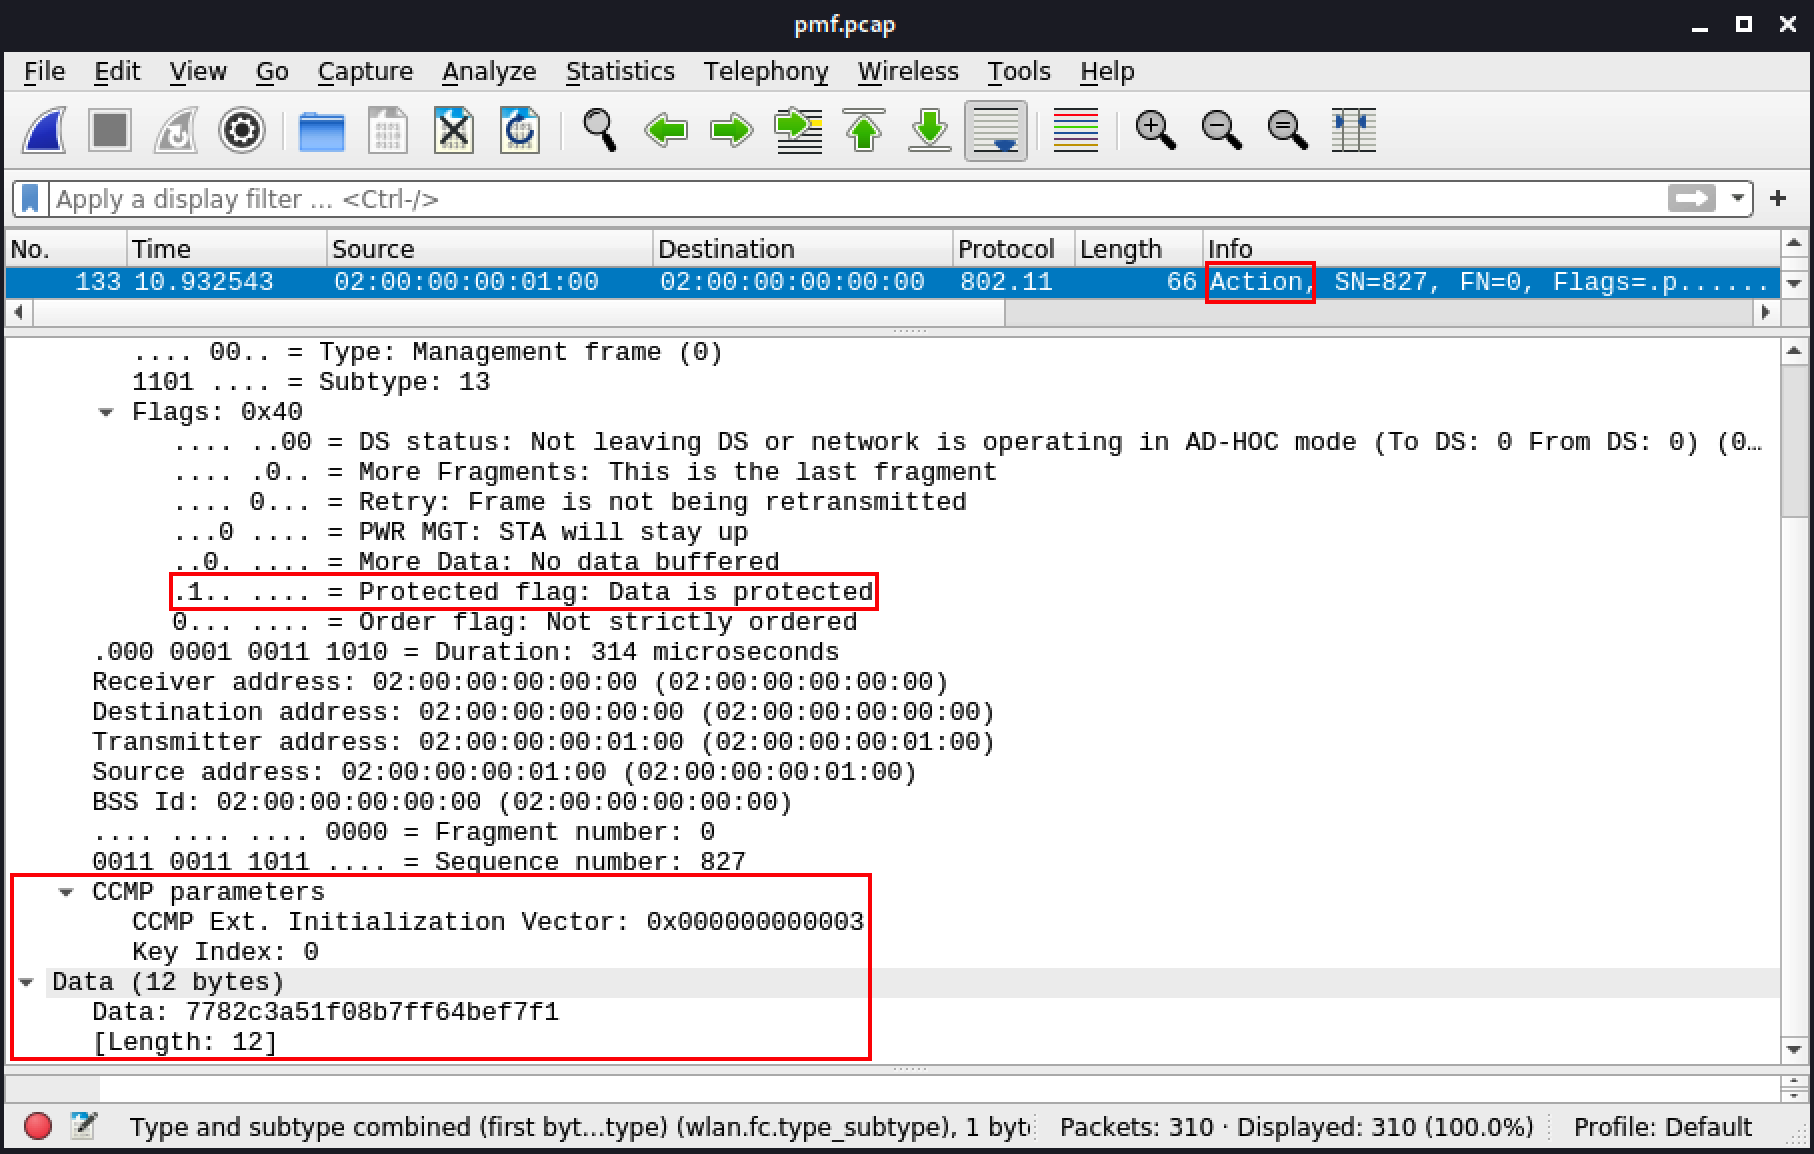 pmf.pcap
File Edit View Go Capture Analyze Statistics Telephony Wireless Tools Help
Apply a display filter ... <Ctrl-/>
No. Time Source Destination Protocol Length Info
133 10.932543 02:00:00:00:01:00 02:00:00:00:00:00 802.11 66 Action, SN=827, FN=0, Flags=.p......
.... 00.. = Type: Management frame (0)
1101 .... = Subtype: 13
Flags: 0x40
.... ..00 = DS status: Not leaving DS or network is operating in AD-HOC mode (To DS: 0 From DS: 0) (0…
.... .0.. = More Fragments: This is the last fragment
.... 0... = Retry: Frame is not being retransmitted
...0 .... = PWR MGT: STA will stay up
..0. .... = More Data: No data buffered
.1.. .... = Protected flag: Data is protected
0... .... = Order flag: Not strictly ordered
.000 0001 0011 1010 = Duration: 314 microseconds
Receiver address: 02:00:00:00:00:00 (02:00:00:00:00:00)
Destination address: 02:00:00:00:00:00 (02:00:00:00:00:00)
Transmitter address: 02:00:00:00:01:00 (02:00:00:00:01:00)
Source address: 02:00:00:00:01:00 (02:00:00:00:01:00)
BSS Id: 02:00:00:00:00:00 (02:00:00:00:00:00)
.... .... .... 0000 = Fragment number: 0
0011 0011 1011 .... = Sequence number: 827
CCMP parameters
CCMP Ext. Initialization Vector: 0x000000000003
Key Index: 0
Data (12 bytes)
Data: 7782c3a51f08b7ff64bef7f1
[Length: 12]
Type and subtype combined (first byt...type) (wlan.fc.type_subtype), 1 byt Packets: 310 · Displayed: 310 (100.0%) Profile: Default